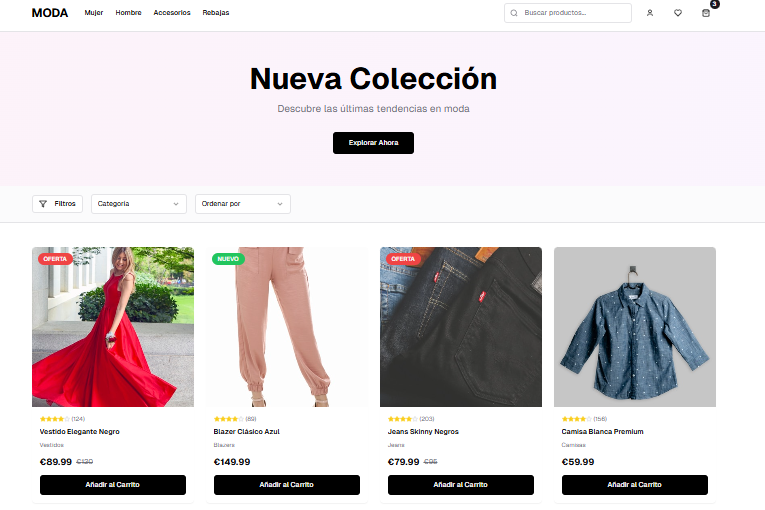 MODA Mujer Hombre Accesorios Rebajas Buscar productos... 3
Nueva Colección
Descubre las últimas tendencias en moda
Explorar Ahora
Filtros Categoría Ordenar por
OFERTA NUEVO OFERTA
(124) (89) (203) (156)
Vestido Elegante Negro Blazer Clásico Azul Jeans Skinny Negros Camisa Blanca Premium
Vestidos Blazers Jeans Camisas
€89.99 €120 €149.99 €79.99 €95 €59.99
Añadir al Carrito Añadir al Carrito Añadir al Carrito Añadir al Carrito